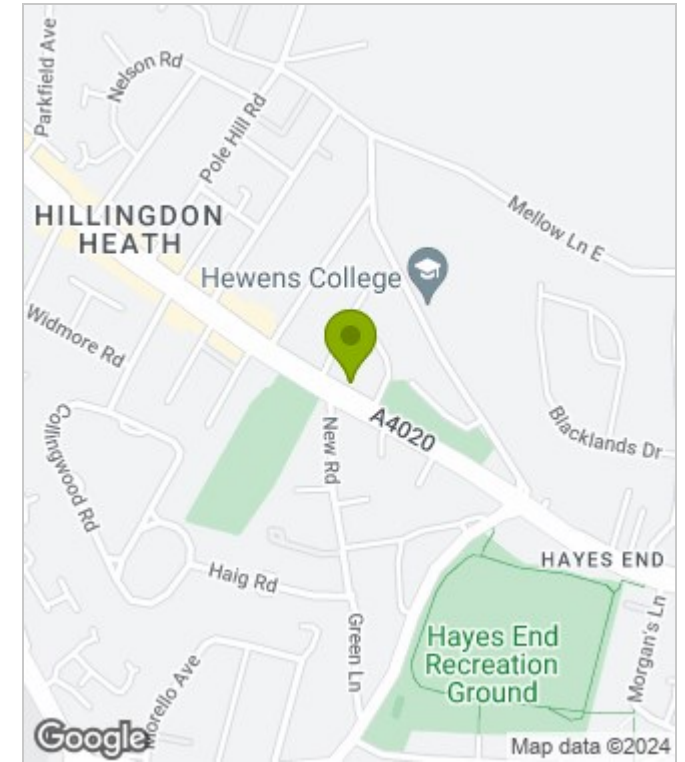 Parkfield Ave
Nelson Rd
Pole Hill Rd
HILLINGDON
HEATH
Mellow Ln E
Hewens College
Widmore Rd
A4020
New Rd
Blacklands Dr
Collingwood Rd
HAYES END
Haig Rd
Green Ln
Hayes End
Recreation
Ground
Morgan's Ln
Morello Ave
Google
Map data ©2024